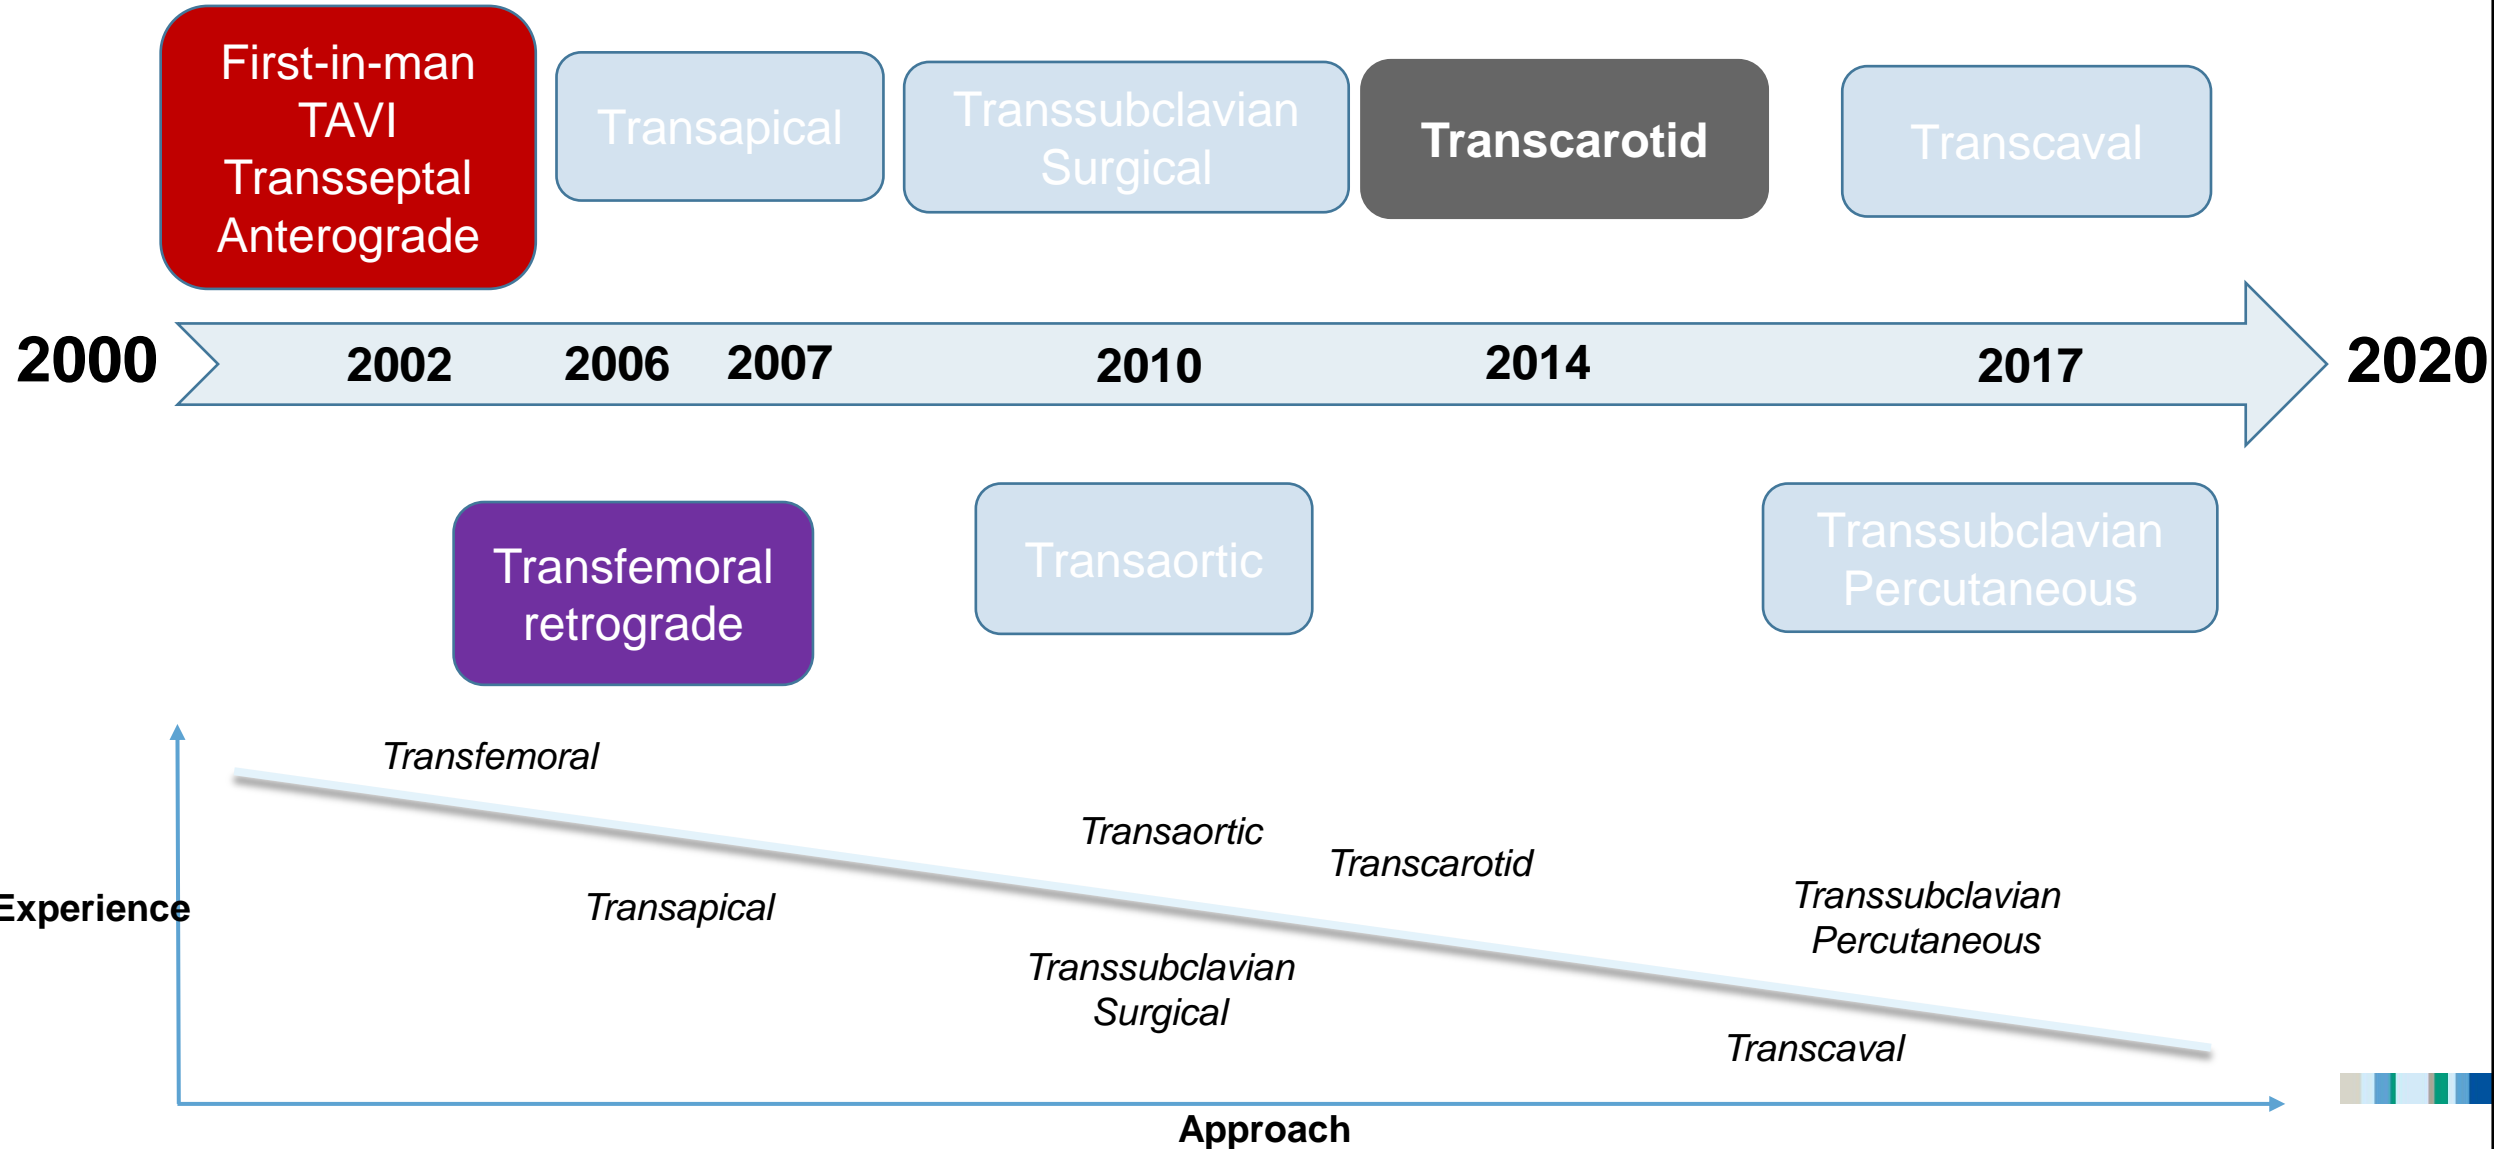 First-in-man
TAVI
Transseptal
Anterograde
Transapical
Transsubclavian
Surgical
Transcarotid
Transcaval
2000
2002
2006
2007
2010
2014
2017
2020
Transfemoral
retrograde
Transaortic
Transsubclavian
Percutaneous
Transfemoral
Transaortic
Transcarotid
Experience
Transapical
Transsubclavian
Percutaneous
Transsubclavian
Surgical
Transcaval
Approach